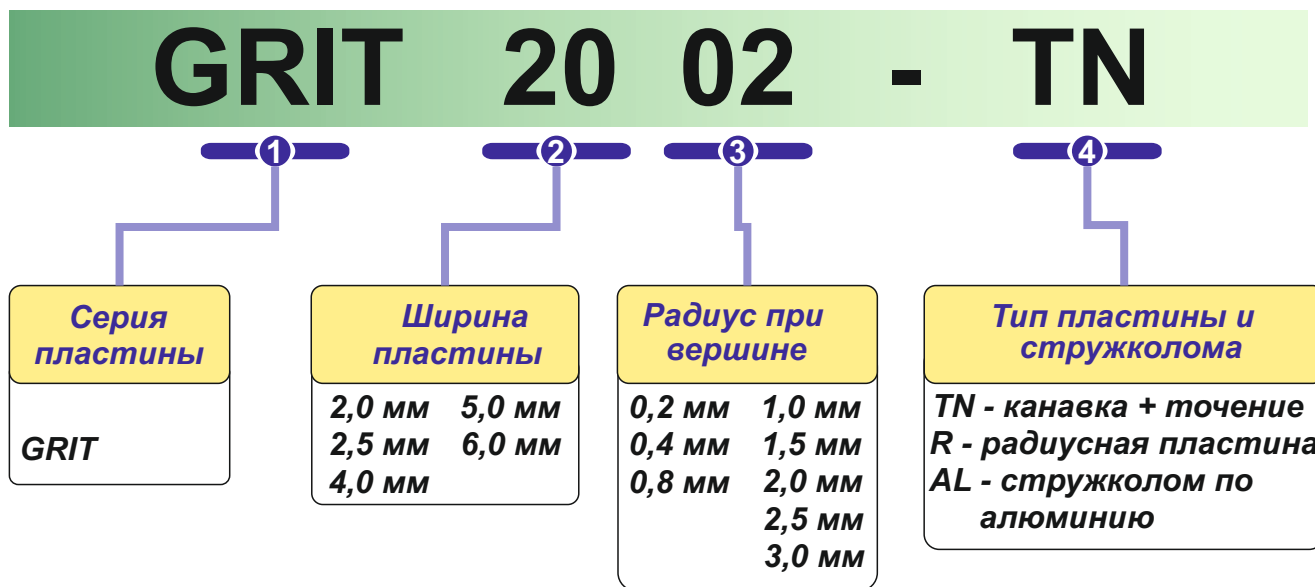 GRIT 20 02 - TN
1 2 3 4
Серия
пластины
GRIT
Ширина
пластины
2,0 мм 5,0 мм
2,5 мм 6,0 мм
4,0 мм
Радиус при
вершине
0,2 мм 1,0 мм
0,4 мм 1,5 мм
0,8 мм 2,0 мм
2,5 мм
3,0 мм
Тип пластины и
стружколома
TN - канавка + точение
R - радиусная пластина
AL - стружколом по
алюминию